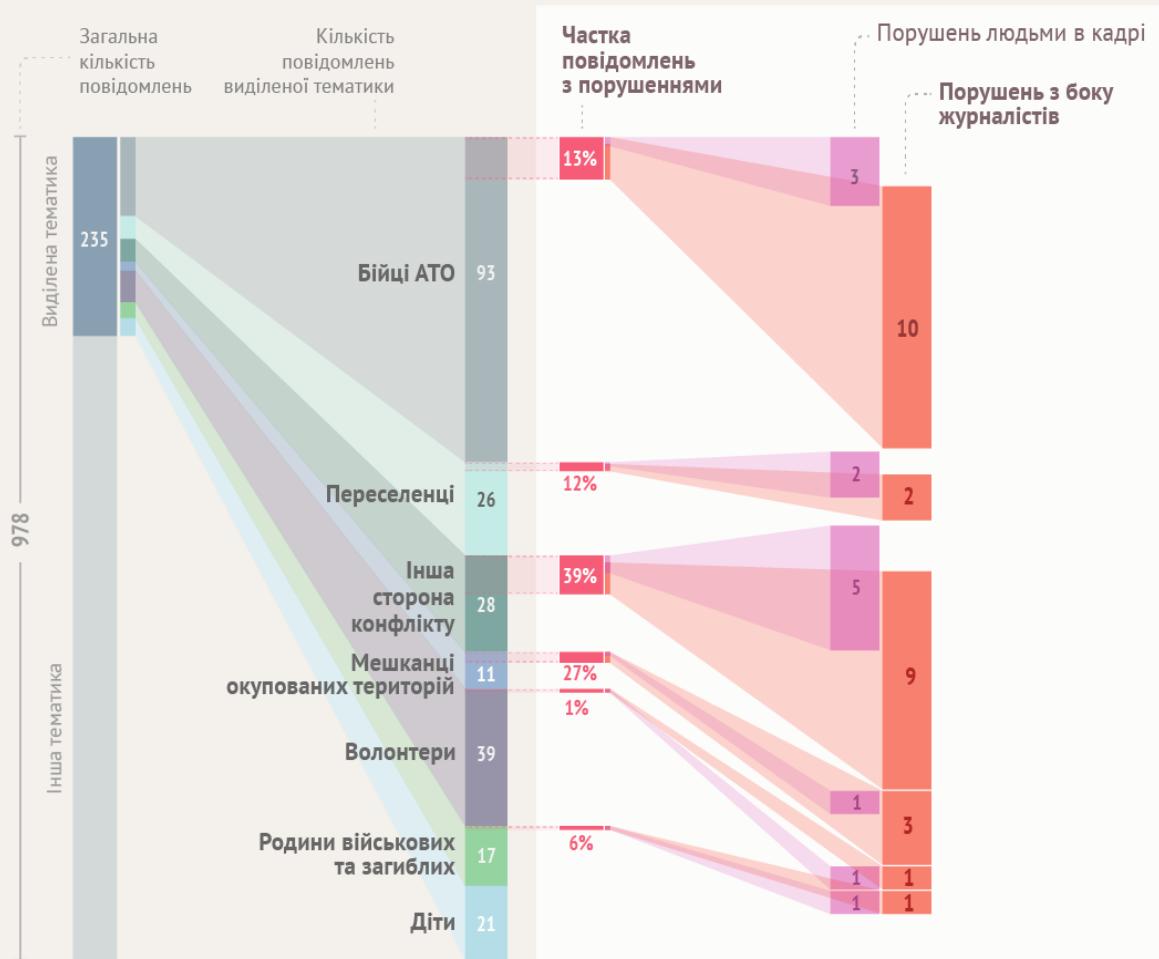 Загальна
кількість
повідомлень
Кількість
повідомлень
виділеної тематики
Частка
повідомлень
з порушеннями
Порушень людьми в кадрі
Порушень з боку
журналістів
978
Виділена тематика
Інша тематика
235
Бійці АТО
93
13%
3
10
Переселенці
26
12%
2
2
Інша
сторона
конфлікту
28
39%
5
9
Мешканці
окупованих територій
11
27%
1
3
Волонтери
39
1%
1
1
Родини військових
та загиблих
17
6%
1
1
Діти
21